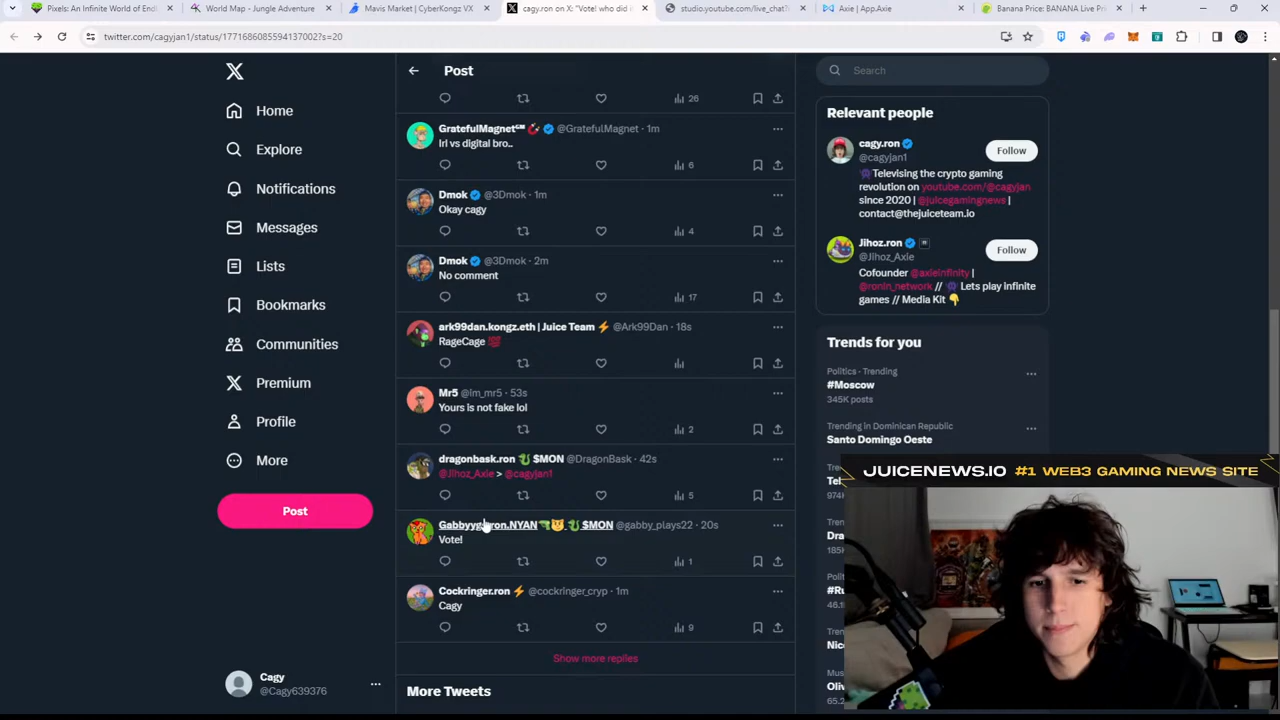 Pixels: An Infinite World of End
World Map - Jungle Adventure
Mavis Market | CyberKongz VX
cagy.ron on X: "Vote! who did i
studio.youtube.com/live_chat?
Axie | App.Axie
Banana Price: BANANA Live Pri
twitter.com/cagyjan1/status/1771686085594137002?s=20
Post
Search
Home
Explore
Notifications
Messages
Lists
Bookmarks
Communities
Premium
Profile
More
Post
Cagy
@Cagy639376
26
GratefulMagnet @GratefulMagnet · 1m
Irl vs digital bro..
6
Dmok @3Dmok · 1m
Okay cagy
4
Dmok @3Dmok · 2m
No comment
17
ark99dan.kongz.eth | Juice Team ⚡ @Ark99Dan · 18s
RageCage 💯
Mr5 @Im_mr5 · 53s
Yours is not fake lol
2
dragonbask.ron 🐉 $MON @DragonBask · 42s
@Jihoz_Axie > @cagyjan1
5
$MON @gabby_plays22 · 20s
Vote!
1
Cockringer.ron ⚡ @cockringer_cryp · 1m
Cagy
9
Show more replies
More Tweets
Relevant people
cagy.ron
@cagyjan1
Follow
Televising the crypto gaming
revolution on youtube.com/@cagyjan
since 2020 | @juicegamingnews |
contact@thejuiceteam.io
Jihoz.ron
@Jihoz_Axie
Follow
Cofounder @axieinfinity |
@ronin_network // Lets play infinite
games // Media Kit 👇
Trends for you
Politics · Trending
#Moscow
345K posts
Trending in Dominican Republic
Santo Domingo Oeste
JUICENEWS.IO #1 WEB3 GAMING NEWS SITE